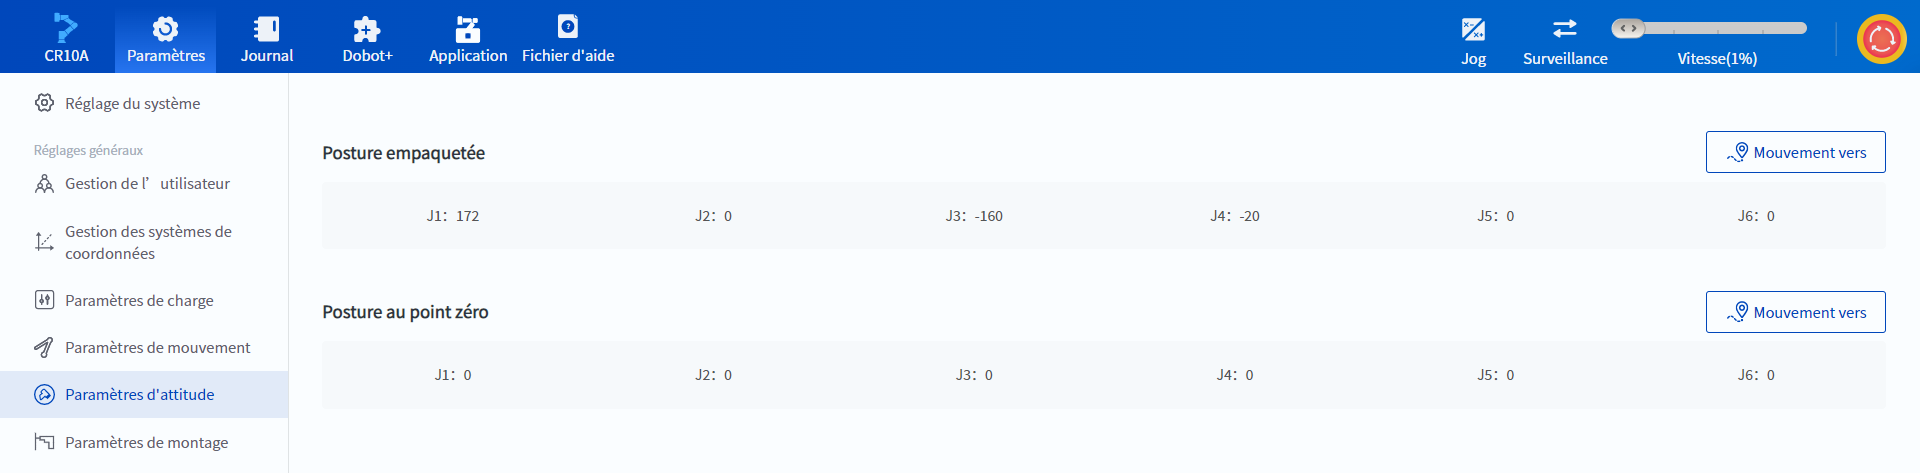 CR10A
Paramètres
Journal
Dobot+
Application
Fichier d'aide
Jog
Surveillance
Vitesse(1%)
Réglage du système
Réglages généraux
Gestion de l’utilisateur
Gestion des systèmes de
coordonnées
Paramètres de charge
Paramètres de mouvement
Paramètres d'attitude
Paramètres de montage
Posture empaquetée
Mouvement vers
J1: 172 J2: 0 J3: -160 J4: -20 J5: 0 J6: 0
Posture au point zéro
Mouvement vers
J1: 0 J2: 0 J3: 0 J4: 0 J5: 0 J6: 0